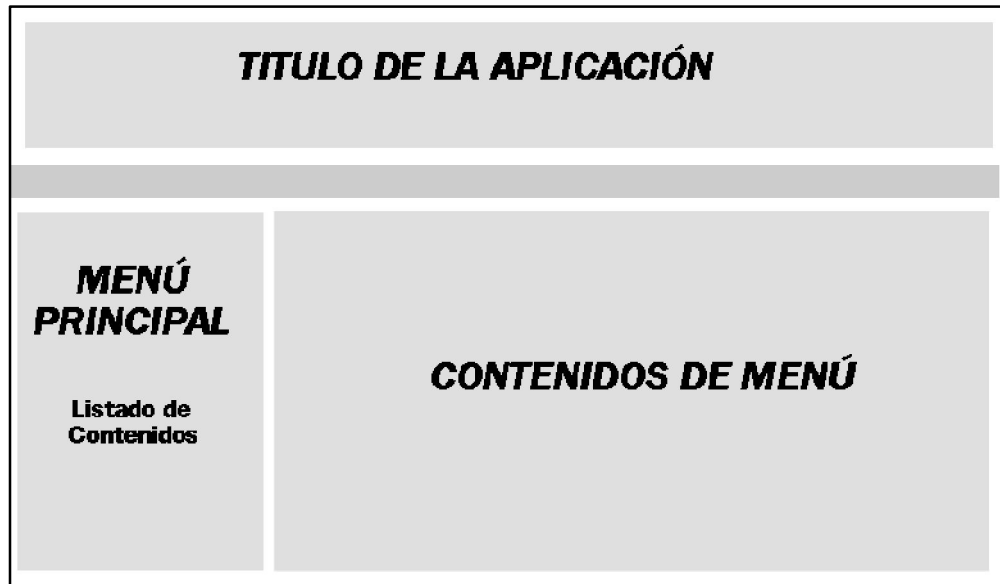 TITULO DE LA APLICACIÓN
MENÚ
PRINCIPAL
Listado de
Contenidos
CONTENIDOS DE MENÚ